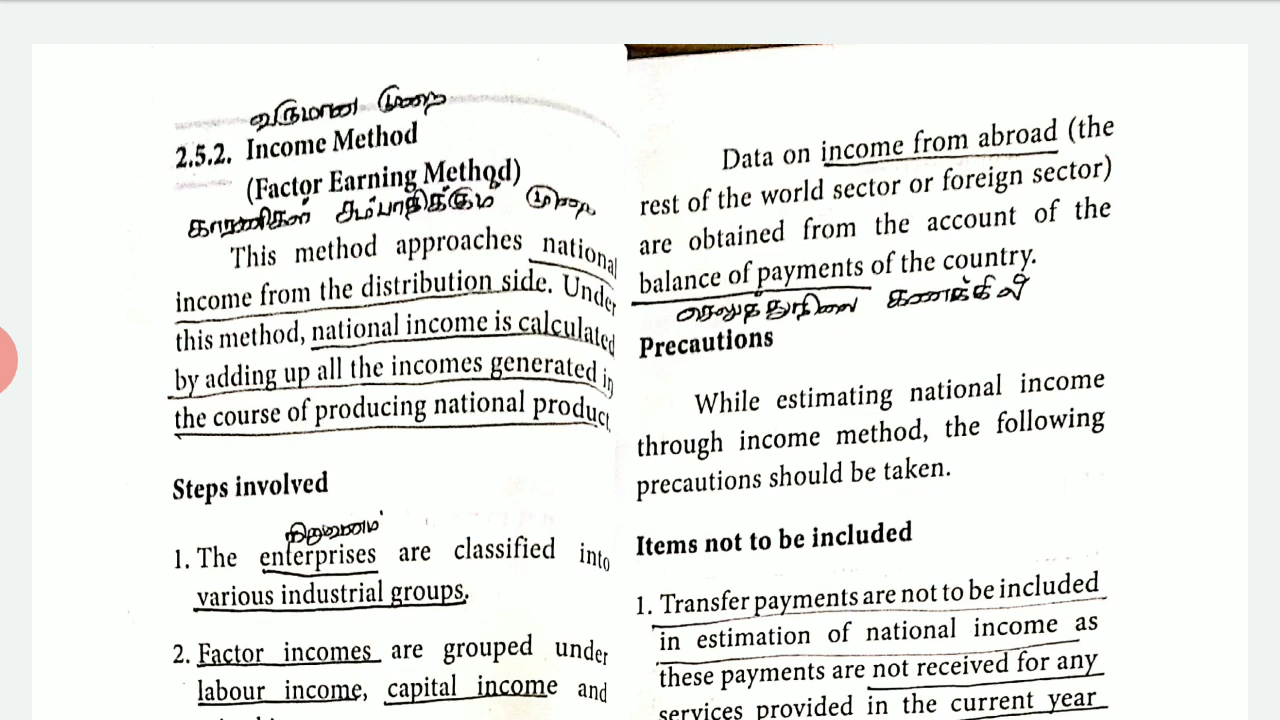 வருமான முறை
2.5.2. Income Method
(Factor Earning Method)
காரணிகள் சம்பாதிக்கும் முறை
This method approaches national
income from the distribution side. Under
this method, national income is calculated
by adding up all the incomes generated in
the course of producing national product
Steps involved
நிறுவனம்
1. The enterprises are classified into
various industrial groups.
2. Factor incomes are grouped under
labour income, capital income and
Data on income from abroad (the
rest of the world sector or foreign sector)
are obtained from the account of the
balance of payments of the country.
Precautions
While estimating national income
through income method, the following
precautions should be taken.
Items not to be included
1. Transfer payments are not to be included
in estimation of national income as
these payments are not received for any
services provided in the current year